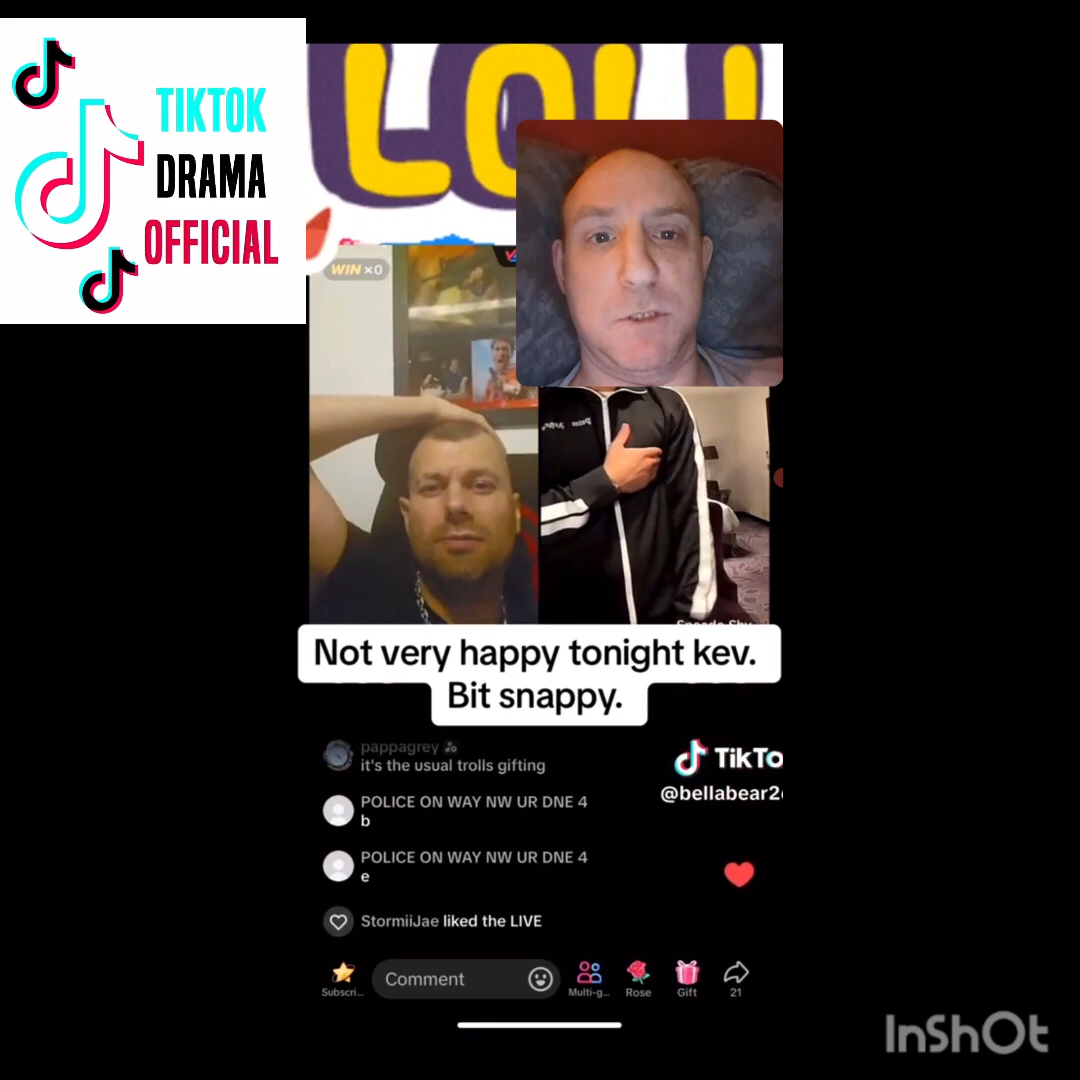 TIKTOK
DRAMA
OFFICIAL
WIN ×0
Not very happy tonight kev.
Bit snappy.
pappagrey
it's the usual trolls gifting
TikTo
@bellabear2
POLICE ON WAY NW UR DNE 4
b
POLICE ON WAY NW UR DNE 4
e
StormiiJae liked the LIVE
Comment
Subscri...
Multi-g...
Rose
Gift
21
InShOt